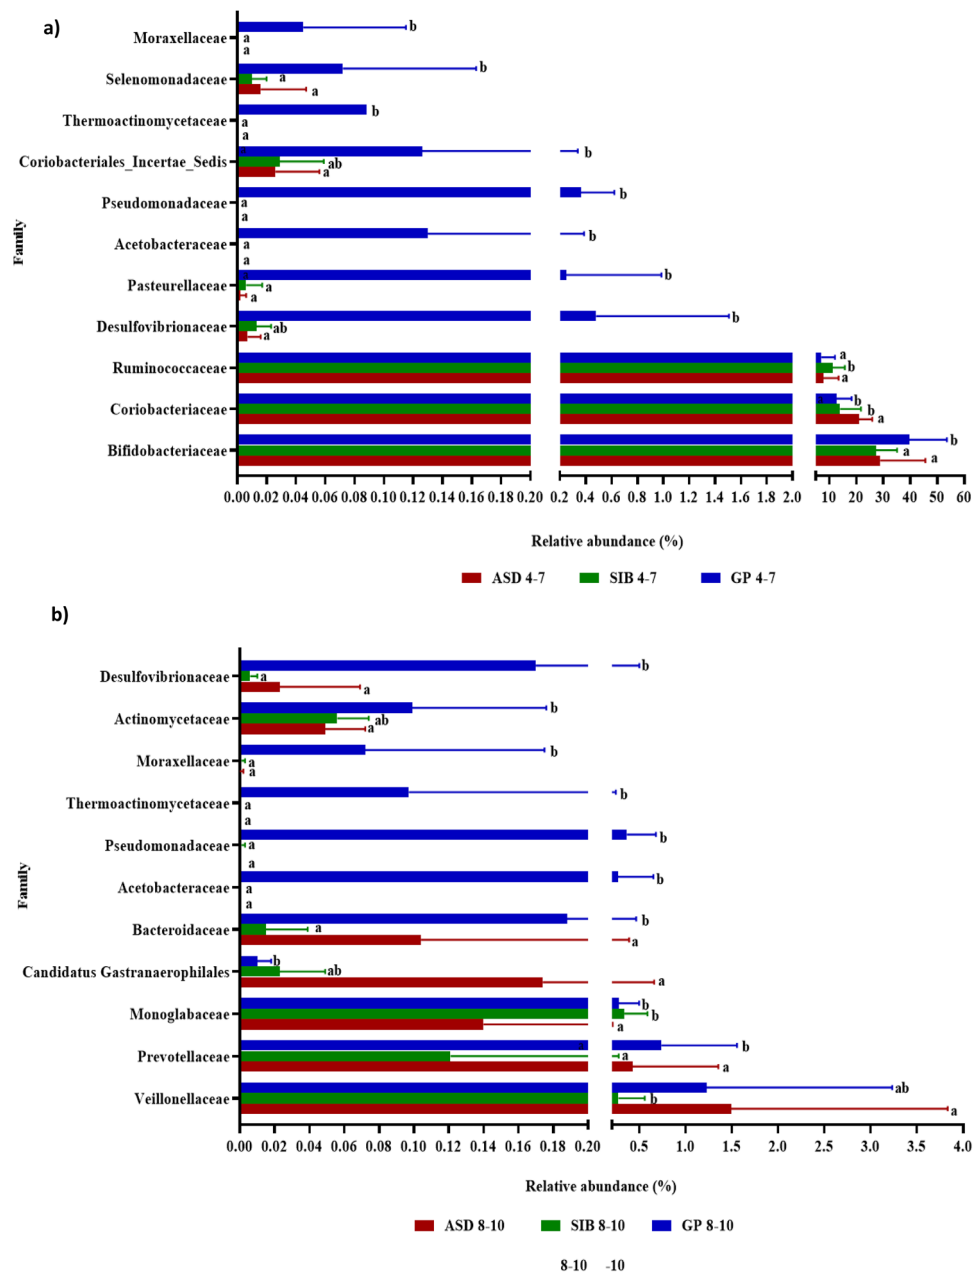 a)
Moraxellaceae
b
a
a
Selenomonadaceae
b
a
a
Thermoactinomycetaceae
b
a
a
Coriobacteriales_Incertae_Sedis
b
ab
a
Pseudomonadaceae
b
a
a
Acetobacteraceae
b
a
a
Pasteurellaceae
b
a
a
Desulfovibrionaceae
b
ab
a
Ruminococcaceae
a
b
a
Coriobacteriaceae
b
b
a
Bifidobacteriaceae
b
a
a
Family
0.00 0.02 0.04 0.06 0.08 0.10 0.12 0.14 0.16 0.18 0.20 0.2 0.4 0.6 0.8 1.0 1.2 1.4 1.6 1.8 2.0 10 20 30 40 50 60
Relative abundance (%)
ASD 4-7 SIB 4-7 GP 4-7
b)
Desulfovibrionaceae
b
a
a
Actinomycetaceae
b
ab
a
Moraxellaceae
b
a
a
Thermoactinomycetaceae
b
a
a
Pseudomonadaceae
b
a
a
Acetobacteraceae
b
a
a
Bacteroidaceae
b
a
a
Candidatus Gastranaerophilales
b
ab
a
Monoglabaceae
b
b
a
Prevotellaceae
b
a
a
Veillonellaceae
ab
b
a
Family
0.00 0.02 0.04 0.06 0.08 0.10 0.12 0.14 0.16 0.18 0.20 0.5 1.0 1.5 2.0 2.5 3.0 3.5 4.0
Relative abundance (%)
ASD 8-10 SIB 8-10 GP 8-10
8-10 -10